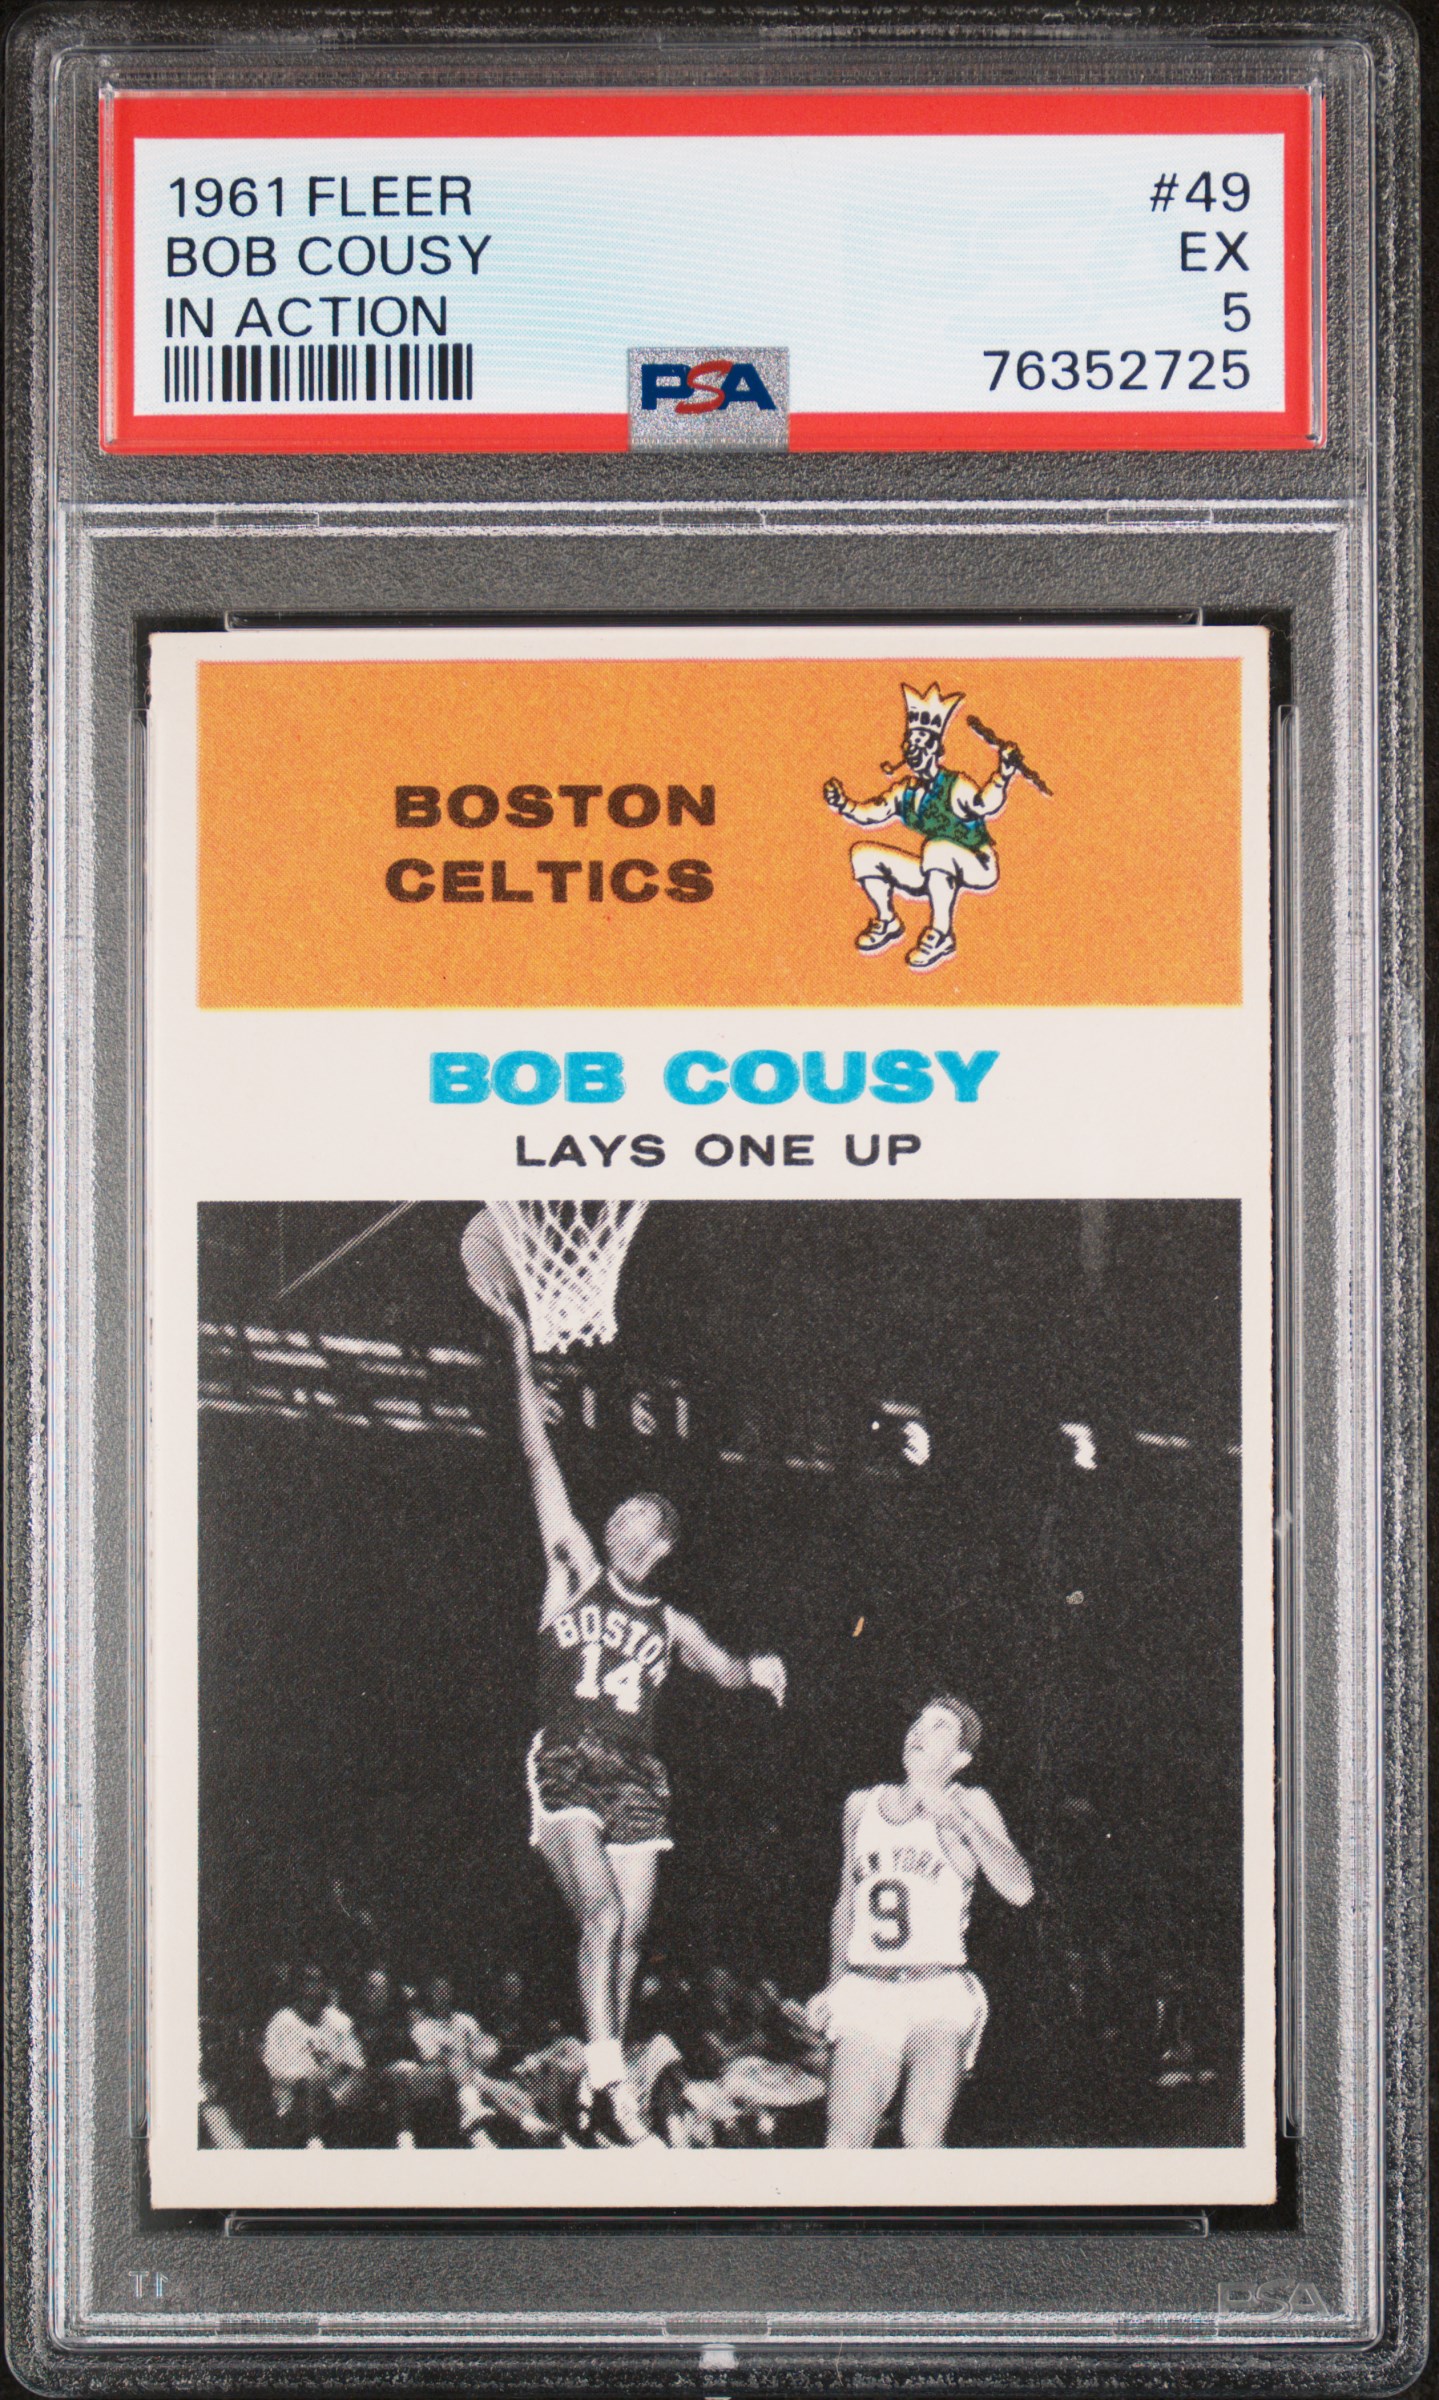 1961 FLEER
BOB COUSY
IN ACTION
#49
EX
5
76352725
PSA
NBA
BOSTON
CELTICS
BOB COUSY
LAYS ONE UP
BOSTON
14
NEW YORK
9
PSA